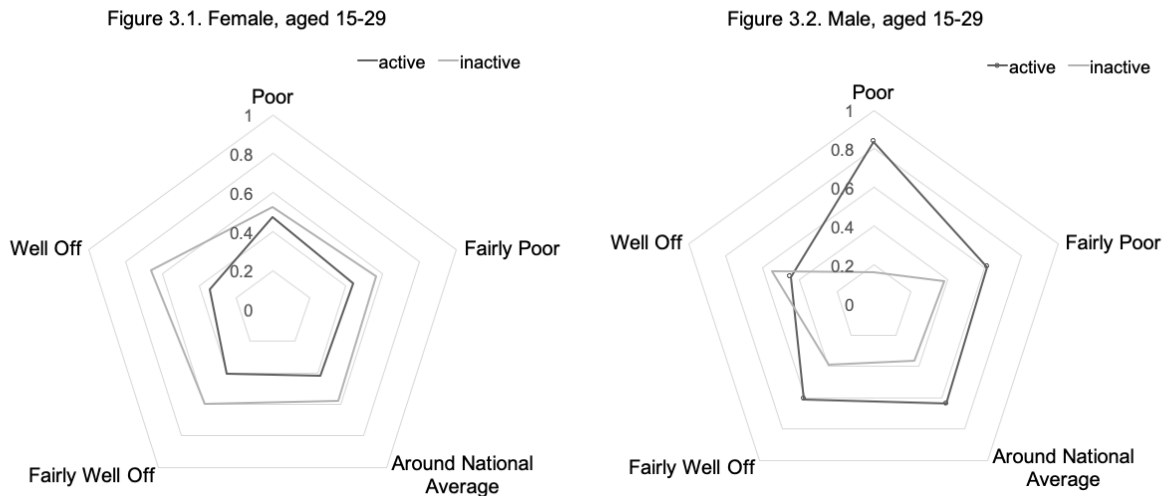 Figure 3.1. Female, aged 15-29
active inactive
Poor
1
0.8
0.6
0.4
0.2
0
Well Off
Fairly Poor
Fairly Well Off
Around National
Average
Figure 3.2. Male, aged 15-29
active inactive
Poor
1
0.8
0.6
0.4
0.2
0
Well Off
Fairly Poor
Fairly Well Off
Around National
Average